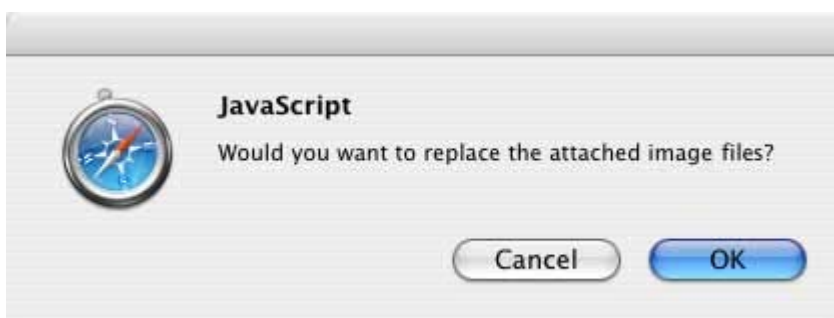 JavaScript
Would you want to replace the attached image files?
Cancel
OK